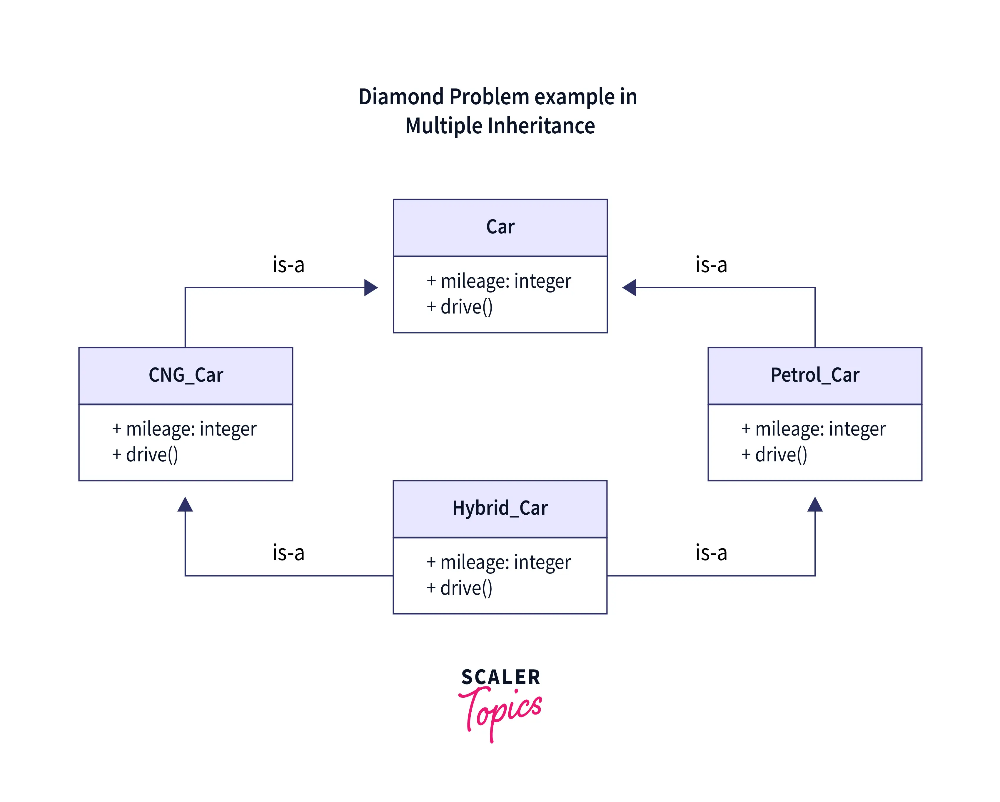 Diamond Problem example in
Multiple Inheritance
Car
+ mileage: integer
+ drive()
is-a
is-a
CNG_Car
+ mileage: integer
+ drive()
Petrol_Car
+ mileage: integer
+ drive()
Hybrid_Car
+ mileage: integer
+ drive()
is-a
is-a
SCALER
Topics